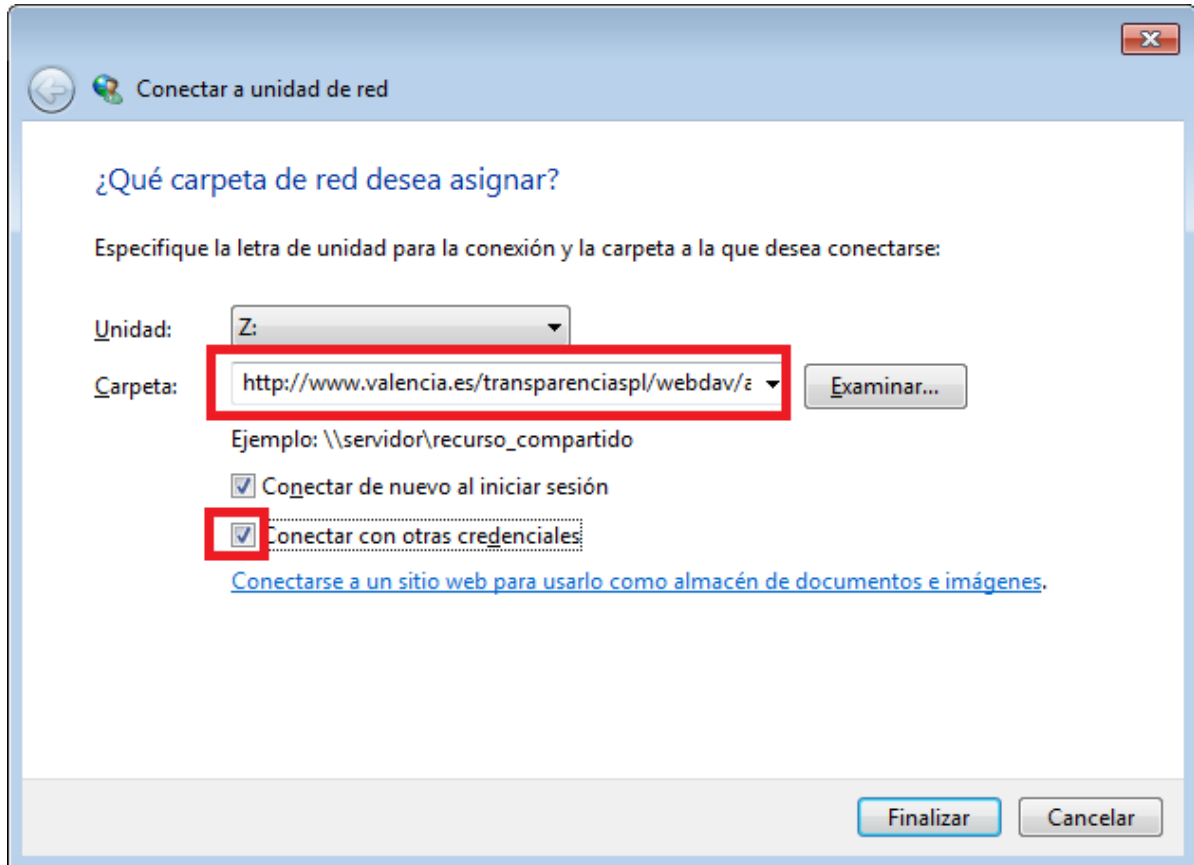 Conectar a unidad de red
¿Qué carpeta de red desea asignar?
Especifique la letra de unidad para la conexión y la carpeta a la que desea conectarse:
Unidad: Z:
Carpeta: http://www.valencia.es/transparenciaspl/webdav/a Examinar...
Ejemplo: \\servidor\recurso_compartido
Conectar de nuevo al iniciar sesión
Conectar con otras credenciales
Conectarse a un sitio web para usarlo como almacén de documentos e imágenes.
Finalizar Cancelar